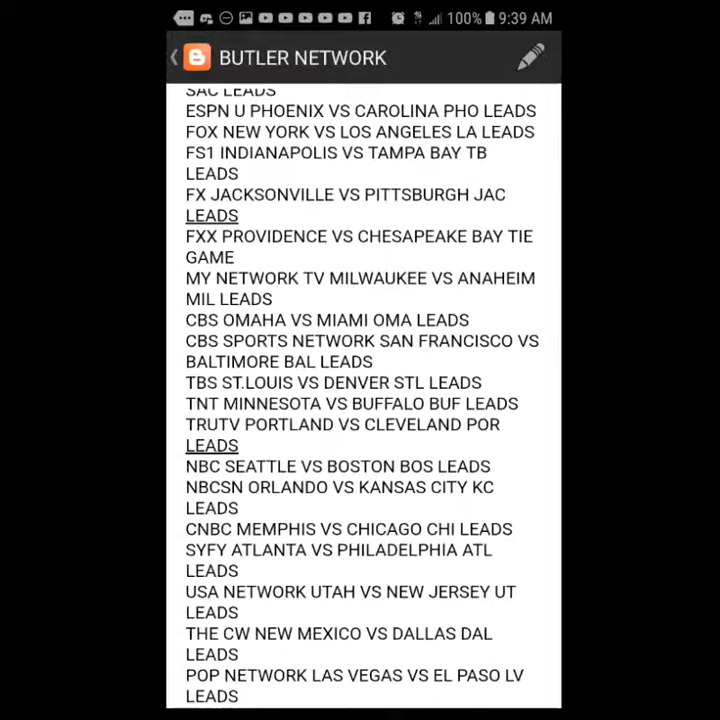 100% 9:39 AM
BUTLER NETWORK
SAC LEADS
ESPN U PHOENIX VS CAROLINA PHO LEADS
FOX NEW YORK VS LOS ANGELES LA LEADS
FS1 INDIANAPOLIS VS TAMPA BAY TB
LEADS
FX JACKSONVILLE VS PITTSBURGH JAC
LEADS
FXX PROVIDENCE VS CHESAPEAKE BAY TIE
GAME
MY NETWORK TV MILWAUKEE VS ANAHEIM
MIL LEADS
CBS OMAHA VS MIAMI OMA LEADS
CBS SPORTS NETWORK SAN FRANCISCO VS
BALTIMORE BAL LEADS
TBS ST.LOUIS VS DENVER STL LEADS
TNT MINNESOTA VS BUFFALO BUF LEADS
TRUTV PORTLAND VS CLEVELAND POR
LEADS
NBC SEATTLE VS BOSTON BOS LEADS
NBCSN ORLANDO VS KANSAS CITY KC
LEADS
CNBC MEMPHIS VS CHICAGO CHI LEADS
SYFY ATLANTA VS PHILADELPHIA ATL
LEADS
USA NETWORK UTAH VS NEW JERSEY UT
LEADS
THE CW NEW MEXICO VS DALLAS DAL
LEADS
POP NETWORK LAS VEGAS VS EL PASO LV
LEADS